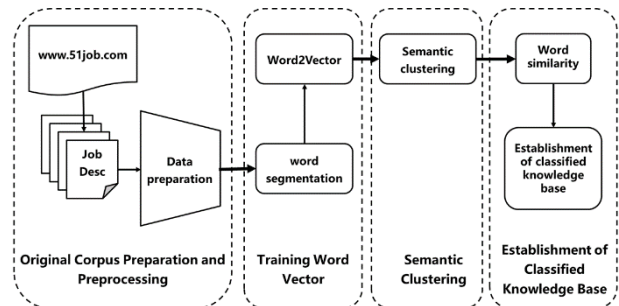 www.51job.com
Job
Desc
Data
preparation
Original Corpus Preparation and
Preprocessing
Word2Vector
word
segmentation
Training Word
Vector
Semantic
clustering
Semantic
Clustering
Word
similarity
Establishment
of classified
knowledge
base
Establishment of
Classified
Knowledge Base